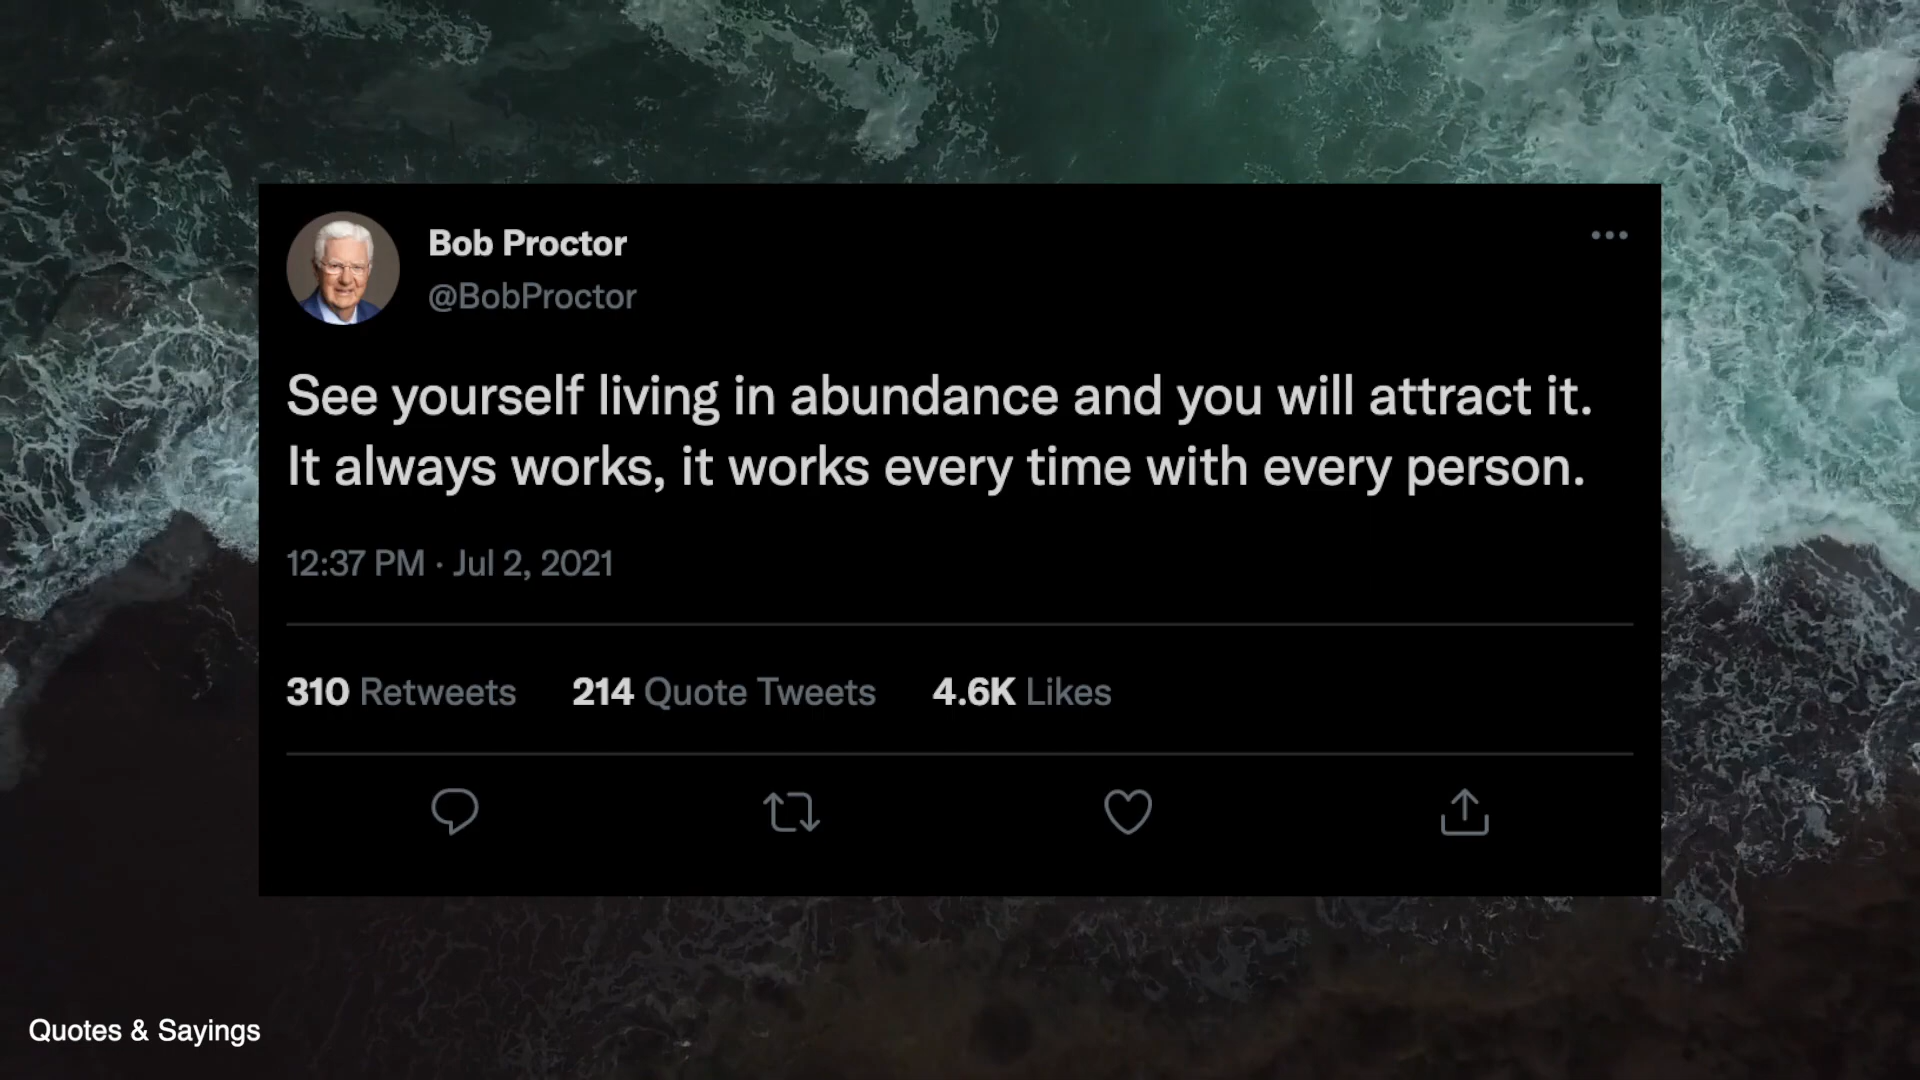 Bob Proctor
@BobProctor
See yourself living in abundance and you will attract it.
It always works, it works every time with every person.
12:37 PM · Jul 2, 2021
310 Retweets 214 Quote Tweets 4.6K Likes
Quotes & Sayings